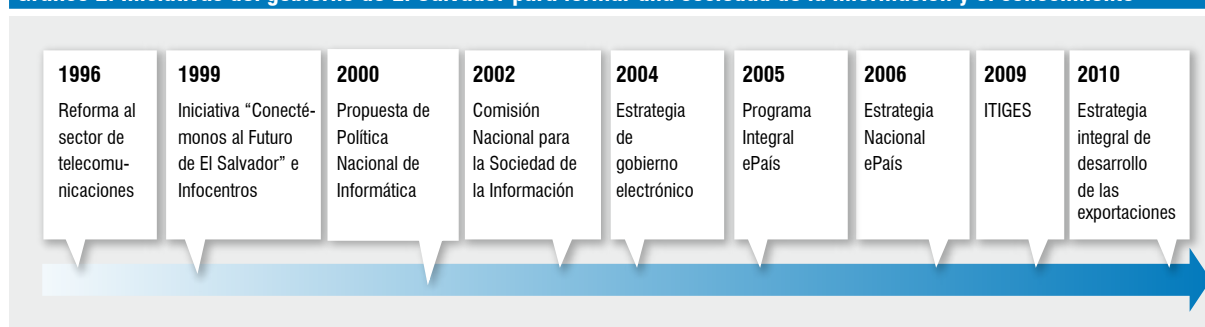 1996
Reforma al
sector de
telecomu-
nicaciones
1999
Iniciativa “Conecté-
monos al Futuro
de El Salvador” e
Infocentros
2000
Propuesta de
Política
Nacional de
Informática
2002
Comisión
Nacional para
la Sociedad de
la Información
2004
Estrategia
de
gobierno
electrónico
2005
Programa
Integral
ePaís
2006
Estrategia
Nacional
ePaís
2009
ITIGES
2010
Estrategia
integral de
desarrollo
de las
exportaciones